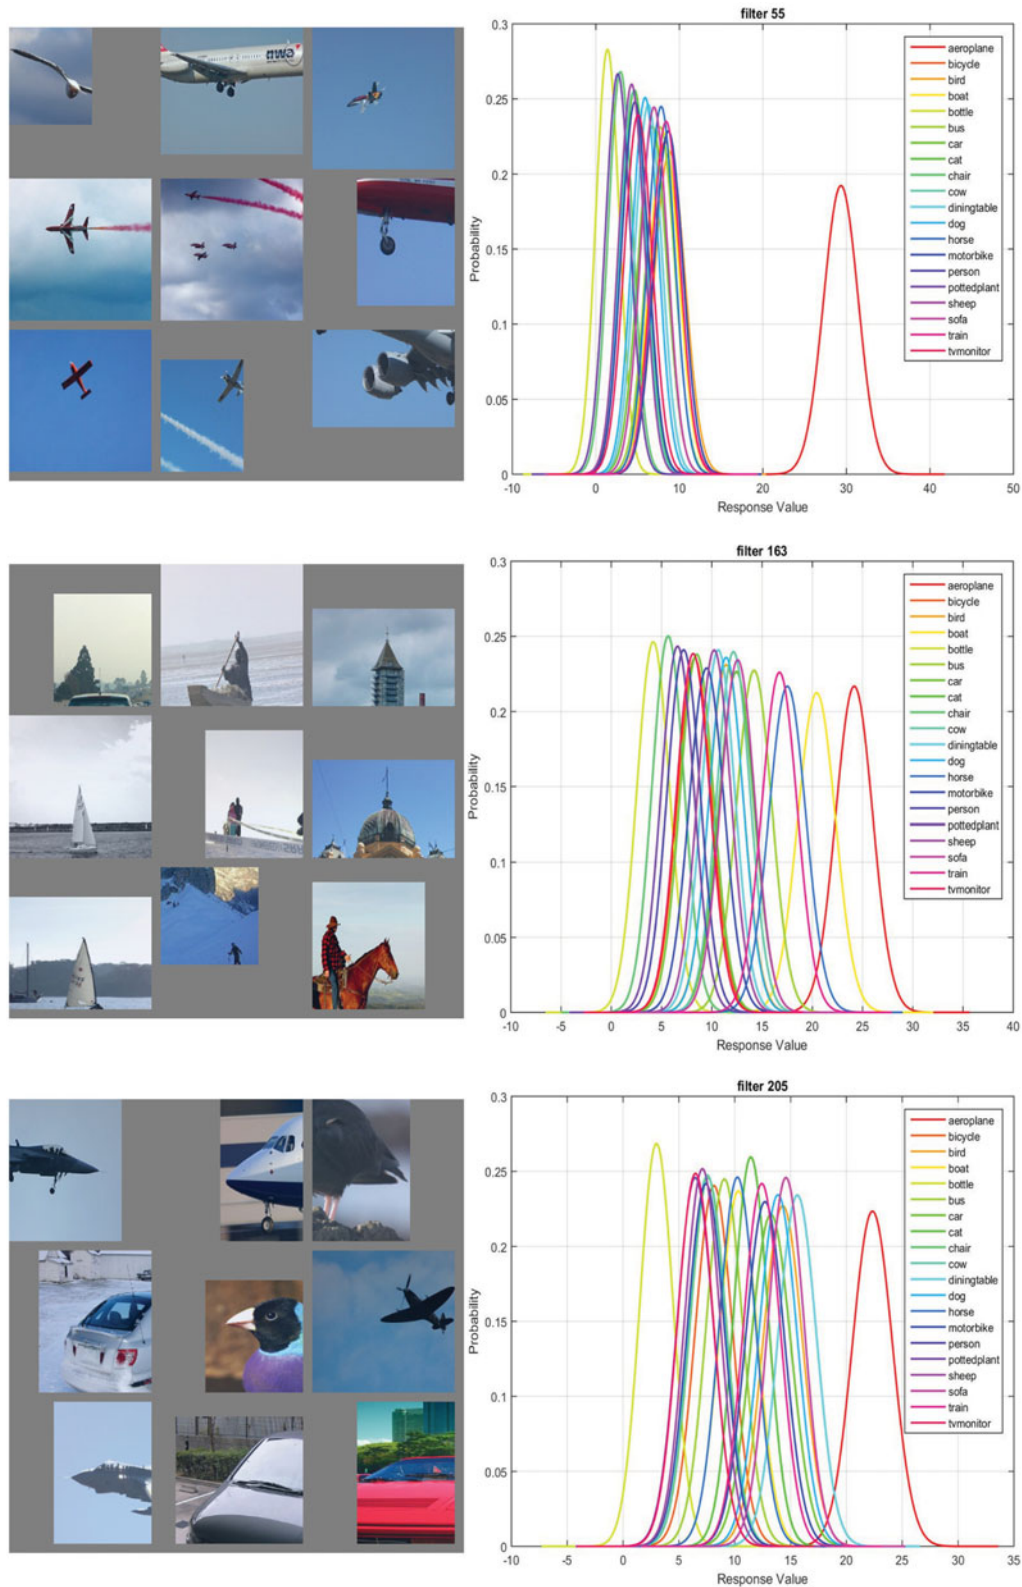 nwa
filter 55
0.3
0.25
0.2
0.15
0.1
0.05
0
Probability
-10 0 10 20 30 40 50
Response Value
aeroplane
bicycle
bird
boat
bottle
bus
car
cat
chair
cow
diningtable
dog
horse
motorbike
person
pottedplant
sheep
sofa
train
tvmonitor
filter 163
0.3
0.25
0.2
0.15
0.1
0.05
0
Probability
-10 -5 0 5 10 15 20 25 30 35 40
Response Value
aeroplane
bicycle
bird
boat
bottle
bus
car
cat
chair
cow
diningtable
dog
horse
motorbike
person
pottedplant
sheep
sofa
train
tvmonitor
filter 205
0.3
0.25
0.2
0.15
0.1
0.05
0
Probability
-10 -5 0 5 10 15 20 25 30 35
Response Value
aeroplane
bicycle
bird
boat
bottle
bus
car
cat
chair
cow
diningtable
dog
horse
motorbike
person
pottedplant
sheep
sofa
train
tvmonitor